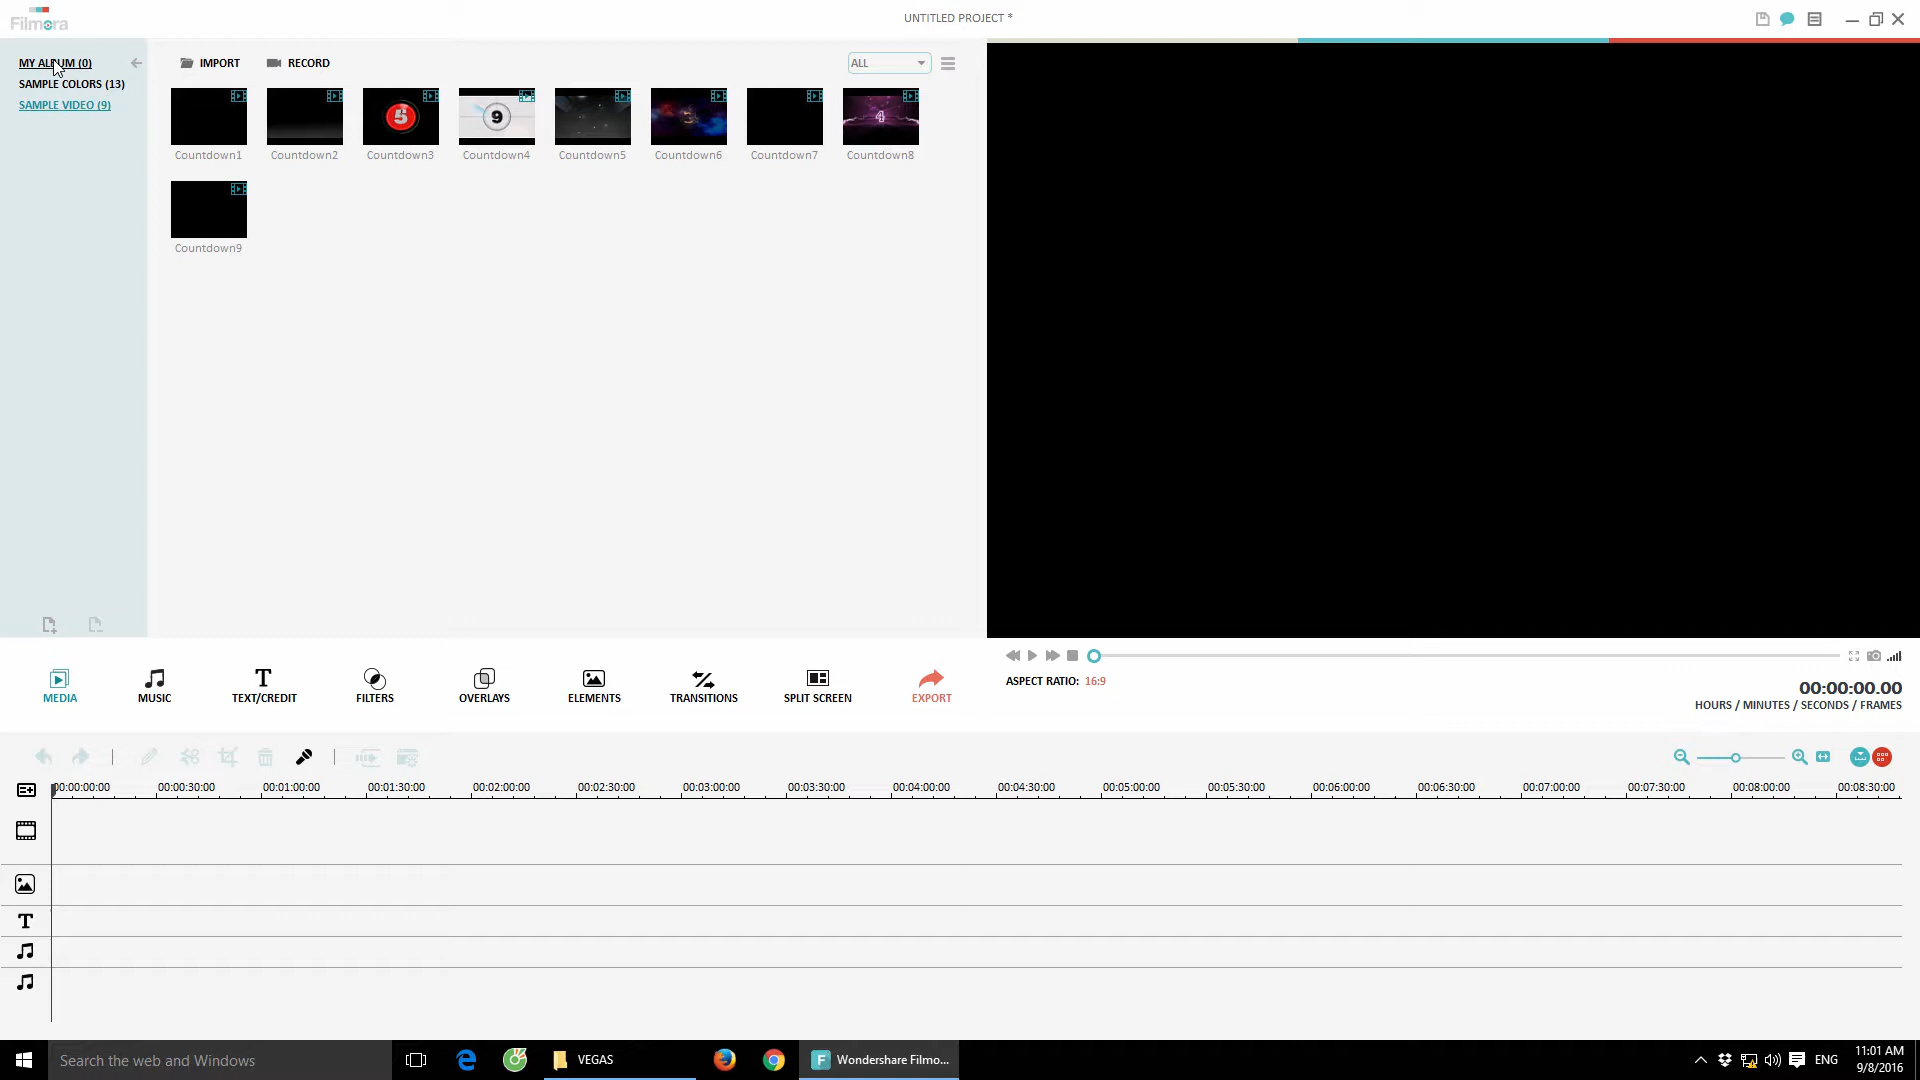 Filmora
UNTITLED PROJECT *
MY ALBUM (0)
SAMPLE COLORS (13)
SAMPLE VIDEO (9)
IMPORT
RECORD
ALL
5
9
3
4
Countdown1
Countdown2
Countdown3
Countdown4
Countdown5
Countdown6
Countdown7
Countdown8
Countdown9
MEDIA
MUSIC
T
TEXT/CREDIT
FILTERS
OVERLAYS
ELEMENTS
TRANSITIONS
SPLIT SCREEN
EXPORT
ASPECT RATIO: 16:9
00:00:00.00
HOURS / MINUTES / SECONDS / FRAMES
00:00:00:00
00:00:30:00
00:01:00:00
00:01:30:00
00:02:00:00
00:02:30:00
00:03:00:00
00:03:30:00
00:04:00:00
00:04:30:00
00:05:00:00
00:05:30:00
00:06:00:00
00:06:30:00
00:07:00:00
00:07:30:00
00:08:00:00
00:08:30:00
T
Search the web and Windows
VEGAS
F
Wondershare Filmo...
ENG
11:01 AM
9/8/2016